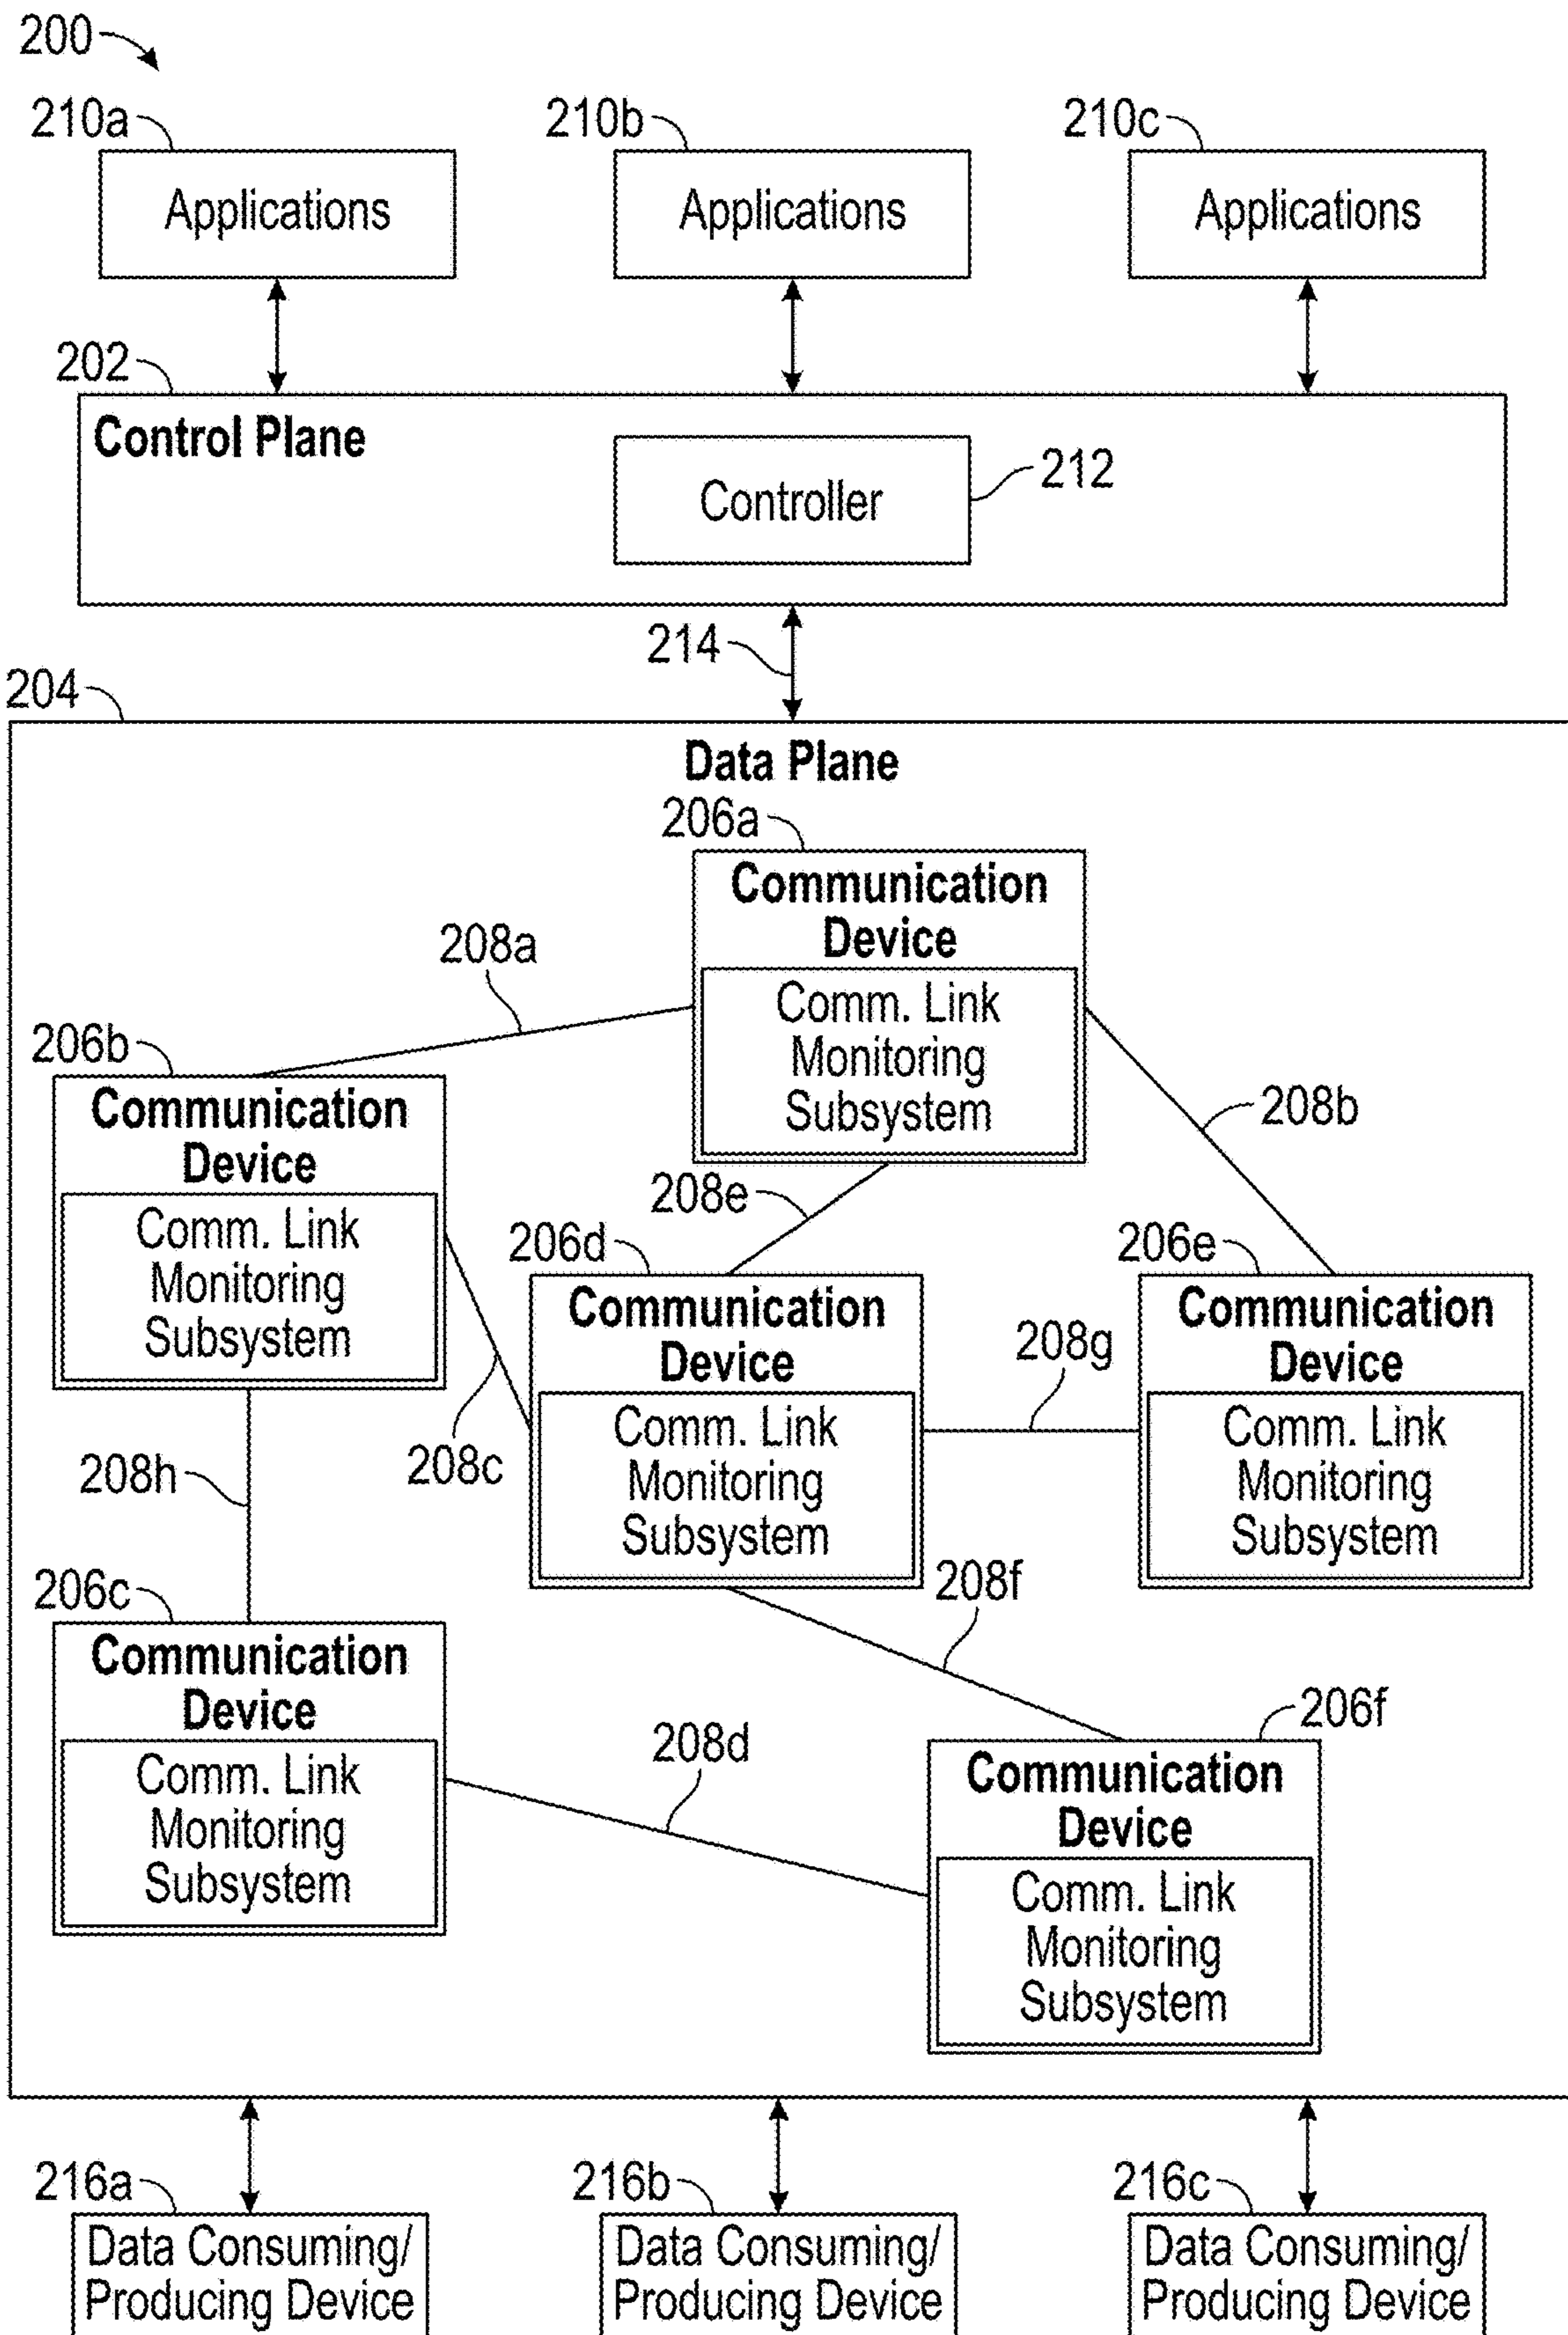 200
210a
210b
210c
Applications
Applications
Applications
202
Control Plane
Controller
212
214
204
Data Plane
206a
Communication
Device
Comm. Link
Monitoring
Subsystem
208a
206b
Communication
Device
Comm. Link
Monitoring
Subsystem
208b
208e
206d
Communication
Device
Comm. Link
Monitoring
Subsystem
206e
Communication
Device
Comm. Link
Monitoring
Subsystem
208g
208c
208h
206c
Communication
Device
Comm. Link
Monitoring
Subsystem
208f
208d
206f
Communication
Device
Comm. Link
Monitoring
Subsystem
216a
216b
216c
Data Consuming/
Producing Device
Data Consuming/
Producing Device
Data Consuming/
Producing Device